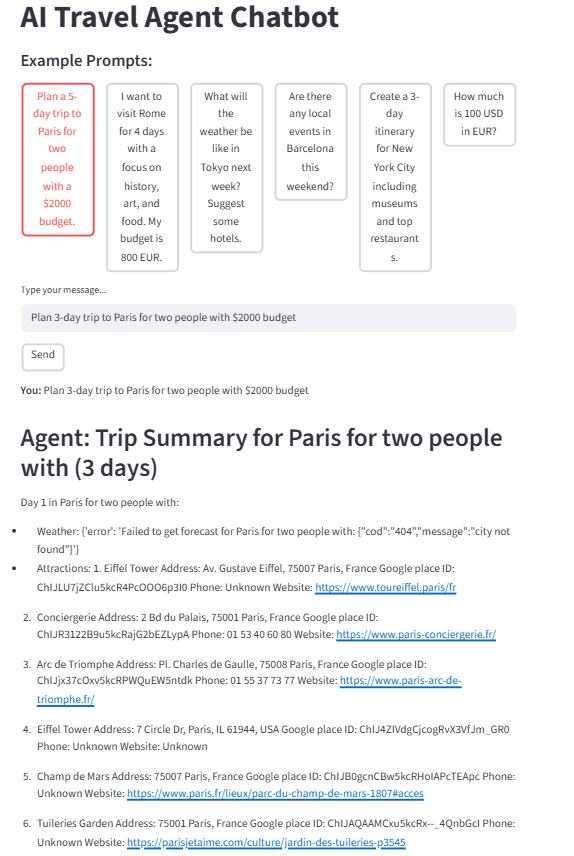 AI Travel Agent Chatbot
Example Prompts:
Plan a 5-
day trip to
Paris for
two
people
with a
$2000
budget.
I want to
visit Rome
for 4 days
with a
focus on
history,
art, and
food. My
budget is
800 EUR.
What will
the
weather be
like in
Tokyo next
week?
Suggest
some
hotels.
Are there
any local
events in
Barcelona
this
weekend?
Create a 3-
day
itinerary
for New
York City
including
museums
and top
restaurant
s.
How much
is 100 USD
in EUR?
Type your message...
Plan 3-day trip to Paris for two people with $2000 budget
Send
You: Plan 3-day trip to Paris for two people with $2000 budget
Agent: Trip Summary for Paris for two people
with (3 days)
Day 1 in Paris for two people with:
• Weather: {'error': 'Failed to get forecast for Paris for two people with: {"cod":"404","message":"city not
found"}'}
• Attractions: 1. Eiffel Tower Address: Av. Gustave Eiffel, 75007 Paris, France Google place ID:
ChIJLU7jZClu5kcR4PcOOO6p3I0 Phone: Unknown Website: https://www.toureiffel.paris/fr
2. Conciergerie Address: 2 Bd du Palais, 75001 Paris, France Google place ID:
ChIJR3122B9u5kcRajG2bEZLypA Phone: 01 53 40 60 80 Website: https://www.paris-conciergerie.fr/
3. Arc de Triomphe Address: Pl. Charles de Gaulle, 75008 Paris, France Google place ID:
ChIJjx37cOxv5kcRPWQuEW5ntdk Phone: 01 55 37 73 77 Website: https://www.paris-arc-de-
triomphe.fr/
4. Eiffel Tower Address: 7 Circle Dr, Paris, IL 61944, USA Google place ID: ChIJ4ZIVdgCjcogRvX3VfJm_GR0
Phone: Unknown Website: Unknown
5. Champ de Mars Address: 75007 Paris, France Google place ID: ChIJB0gcnCBw5kcRHoIAPcTEApc Phone:
Unknown Website: https://www.paris.fr/lieux/parc-du-champ-de-mars-1807#acces
6. Tuileries Garden Address: 75001 Paris, France Google place ID: ChIJAQAAMCxu5kcRx--_4QnbGcI Phone:
Unknown Website: https://parisjetaime.com/culture/jardin-des-tuileries-p3545